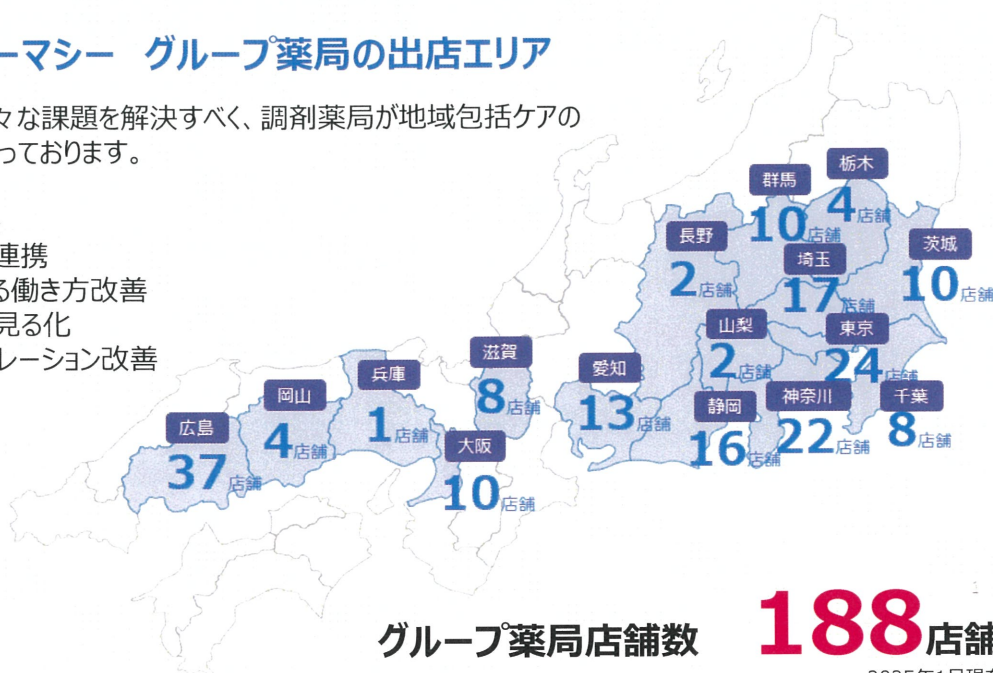 ーマシー グループ薬局の出店エリア
々な課題を解決すべく、調剤薬局が地域包括ケアの
っております。
連携
る働き方改善
見る化
レーション改善
栃木
4店舗
群馬
10店舗
長野
2店舗
埼玉
17店舗
茨城
10店舗
山梨
2店舗
東京
24店舗
滋賀
8店舗
愛知
13店舗
兵庫
1店舗
岡山
4店舗
静岡
16店舗
神奈川
22店舗
千葉
8店舗
広島
37店舗
大阪
10店舗
グループ薬局店舗数 188店舗